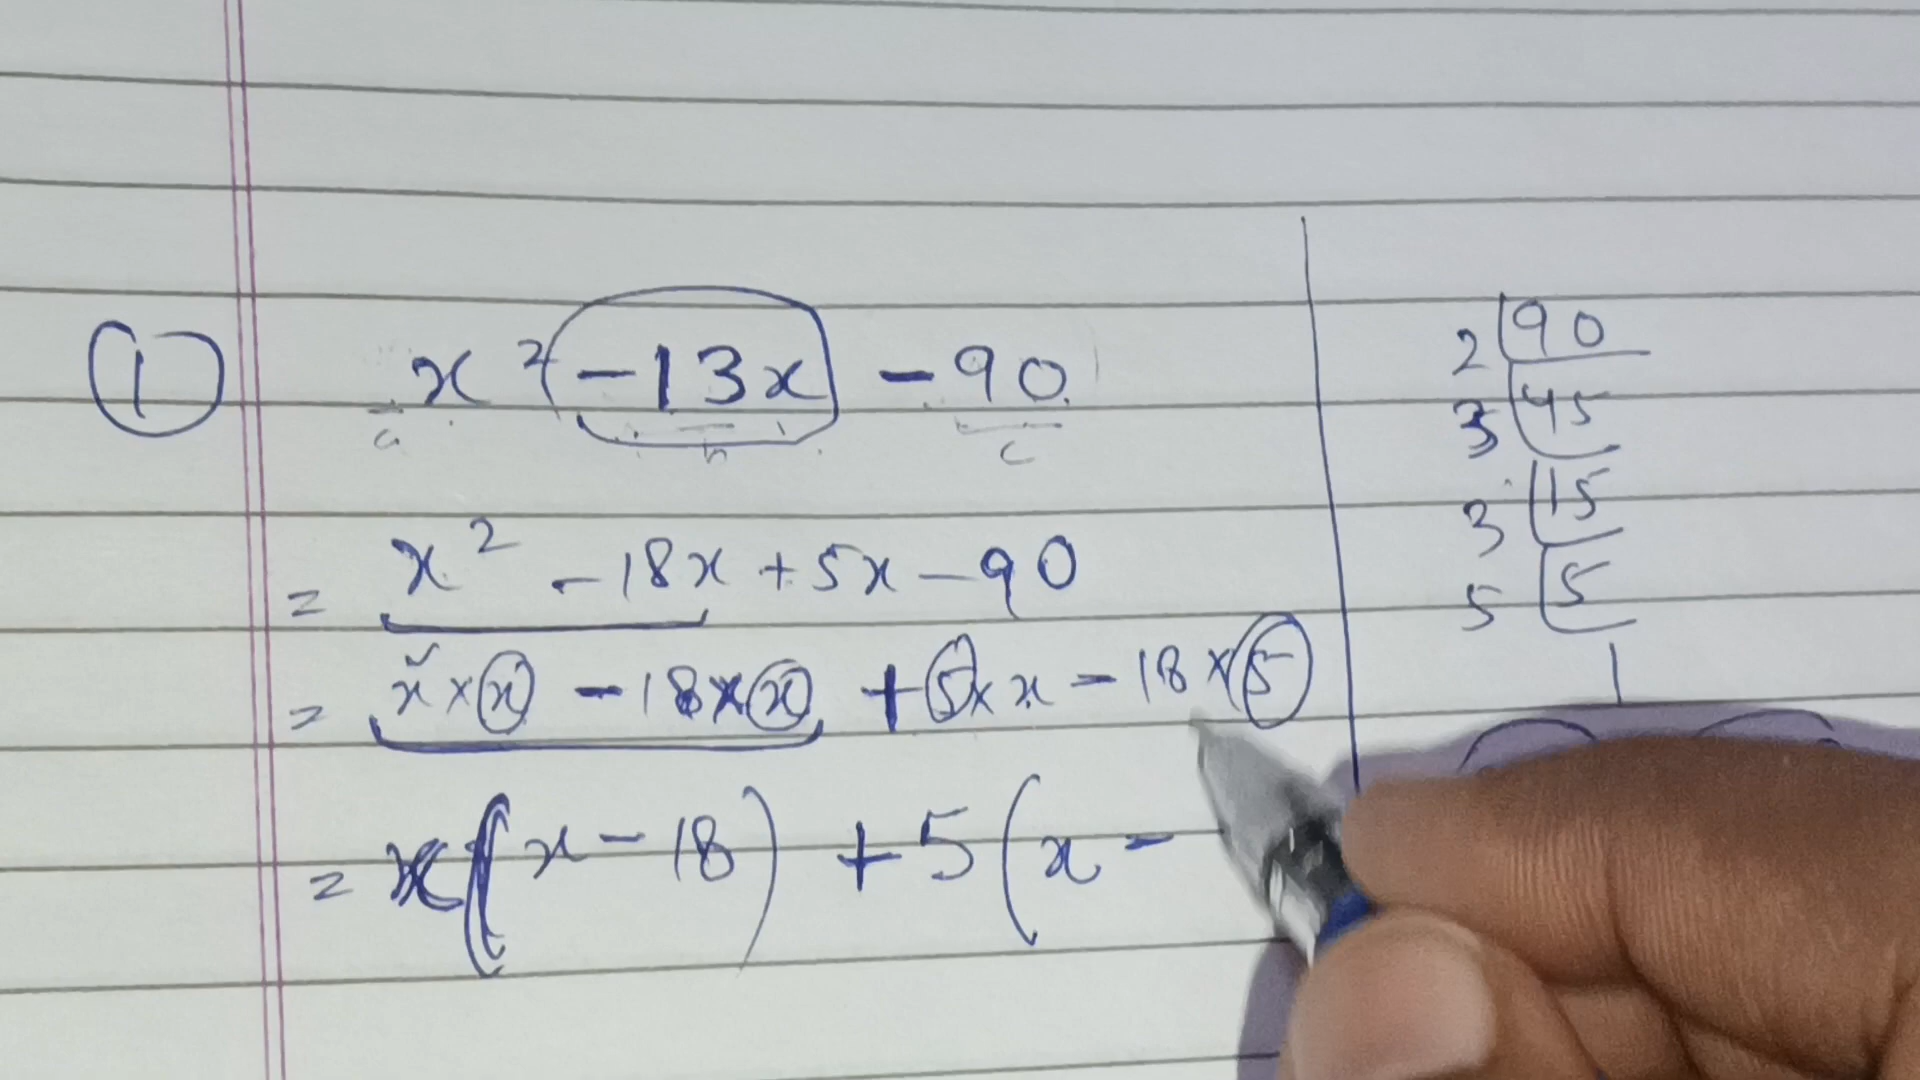 ① x² -13x - 90
a b c
= x² - 18x + 5x - 90
= x × x - 18 × x + 5 × x - 18 × 5
= x(x - 18) + 5(x -
2 | 90
3 | 45
3 | 15
5 | 5
1